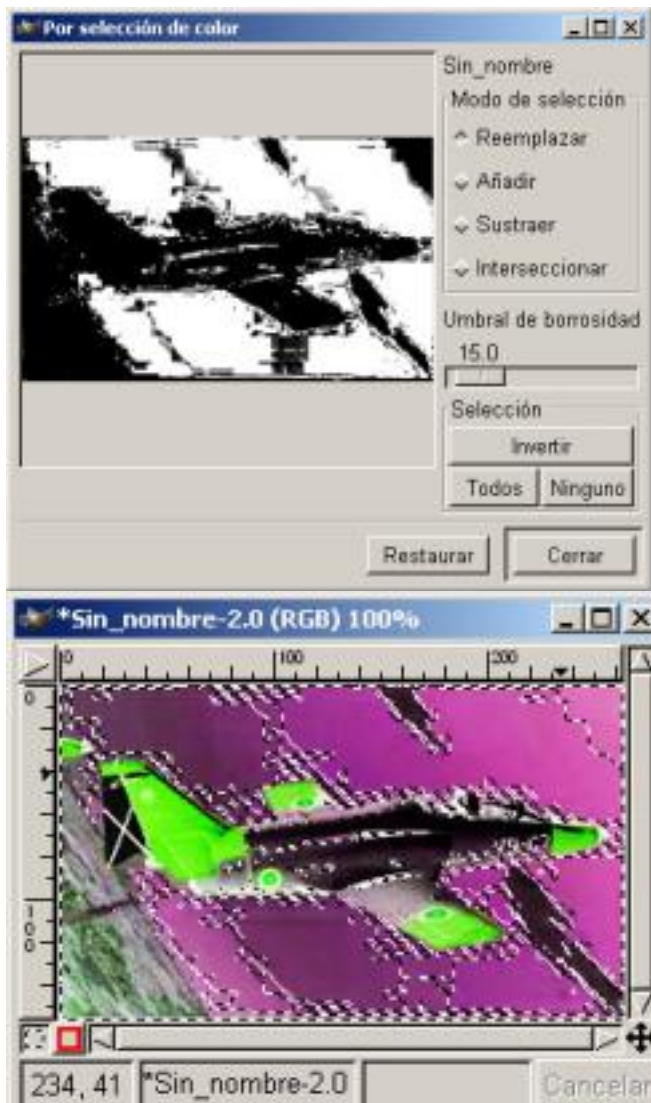 Por selección de color
Sin_nombre
Modo de selección
Reemplazar
Añadir
Sustraer
Interseccionar
Umbral de borrosidad
15.0
Selección
Invertir
Todos Ninguno
Restaurar Cerrar
*Sin_nombre-2.0 (RGB) 100%
0 100 200
0
100
234, 41 *Sin_nombre-2.0 Cancelar